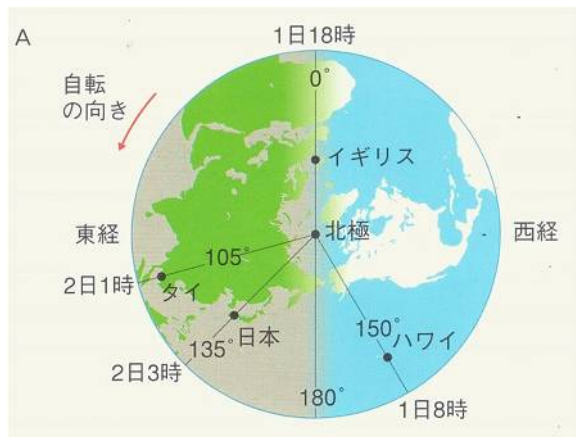 A
1日18時
0°
自転
の向き
イギリス
北極
東経
西経
105°
2日1時
タイ
日本
135°
2日3時
150°
ハワイ
180°
1日8時